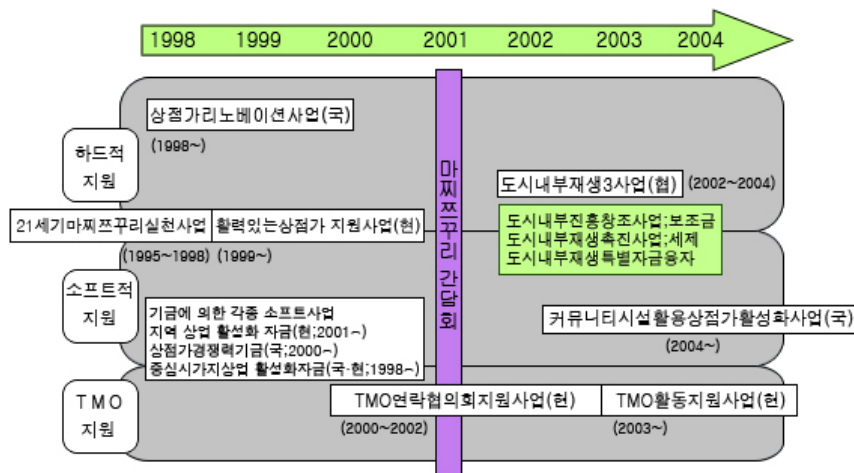 1998 1999 2000 2001 2002 2003 2004
하드적
지원
상점가리노베이션사업(국)
(1998~)
도시내부재생3사업(협)
(2002~2004)
21세기마찌쯔꾸리실천사업
(1995~1998)
활력있는상점가 지원사업(현)
(1999~)
도시내부진흥창조사업;보조금
도시내부재생촉진사업;세제
도시내부재생특별자금융자
마찌쯔꾸리 간담회
소프트적
지원
기금에 의한 각종 소프트사업
지역 상업 활성화 자금(현;2001~)
상점가경쟁력기금(국;2000~)
중심시가지상업 활성화자금(국·현;1998~)
커뮤니티시설활용상점가활성화사업(국)
(2004~)
TMO
지원
TMO연락협의회지원사업(현)
(2000~2002)
TMO활동지원사업(현)
(2003~)